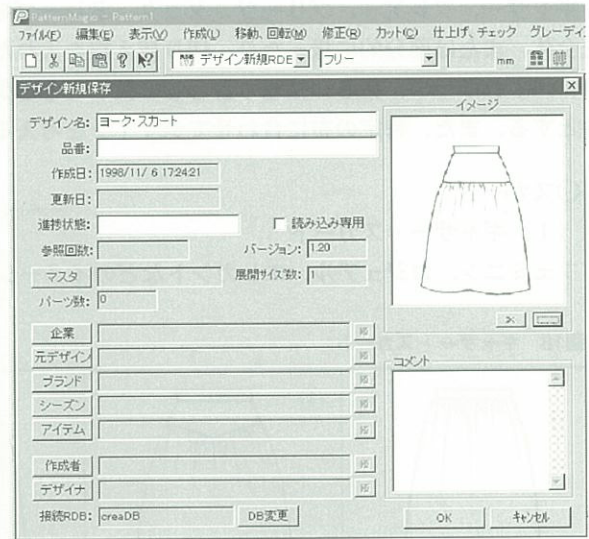 PatternMagic - Pattern1
ファイル(F) 編集(E) 表示(V) 作成(L) 移動、回転(M) 修正(R) カット(C) 仕上げ、チェック グレーディ
デザイン新規RDE フリー mm
デザイン新規保存
デザイン名: ヨーク・スカート
品番:
作成日: 1998/11/ 6 17:24:21
更新日:
進捗状態: 読み込み専用
参照回数: バージョン: 1.20
マスタ 展開サイズ数: 1
パーツ数: 0
企業
元デザイン
ブランド
シーズン
アイテム
作成者
デザイナ
接続RDB: creaDB DB変更
イメージ
コメント
OK キャンセル